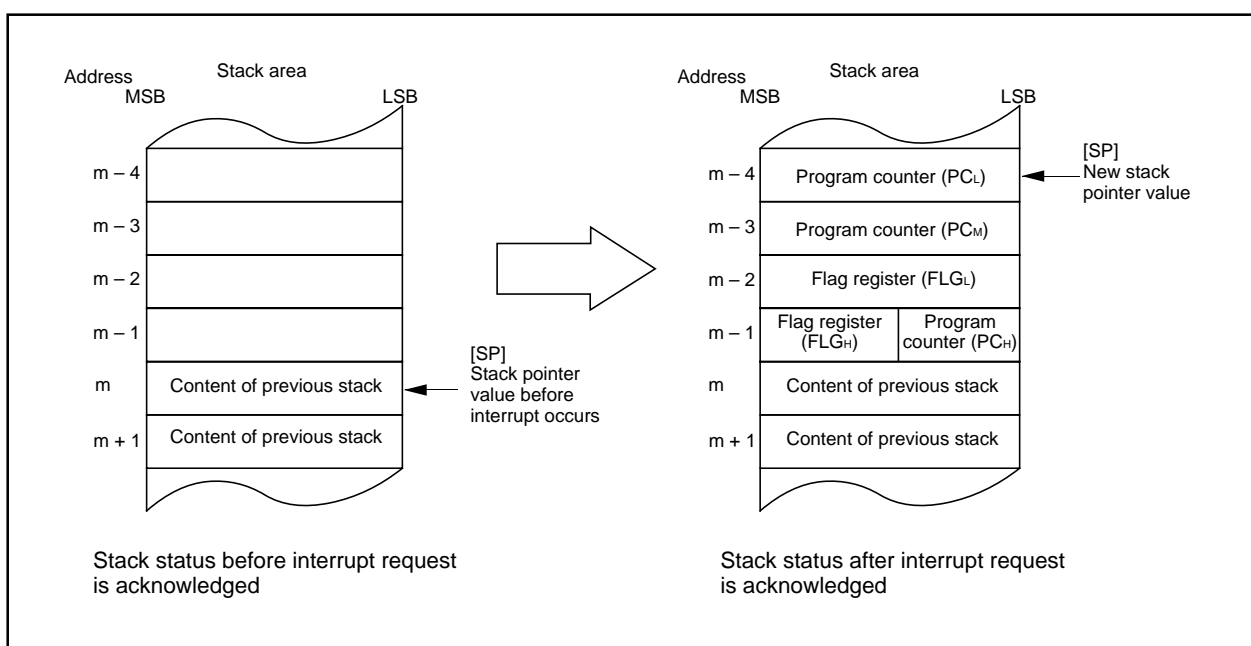 Address
Stack area
MSB
LSB
m – 4
m – 3
m – 2
m – 1
m
Content of previous stack
m + 1
Content of previous stack
[SP]
Stack pointer
value before
interrupt occurs
Stack status before interrupt request
is acknowledged
Address
Stack area
MSB
LSB
m – 4
Program counter (PCL)
[SP]
New stack
pointer value
m – 3
Program counter (PCM)
m – 2
Flag register (FLGL)
m – 1
Flag register
(FLGH)
Program
counter (PCH)
m
Content of previous stack
m + 1
Content of previous stack
Stack status after interrupt request
is acknowledged